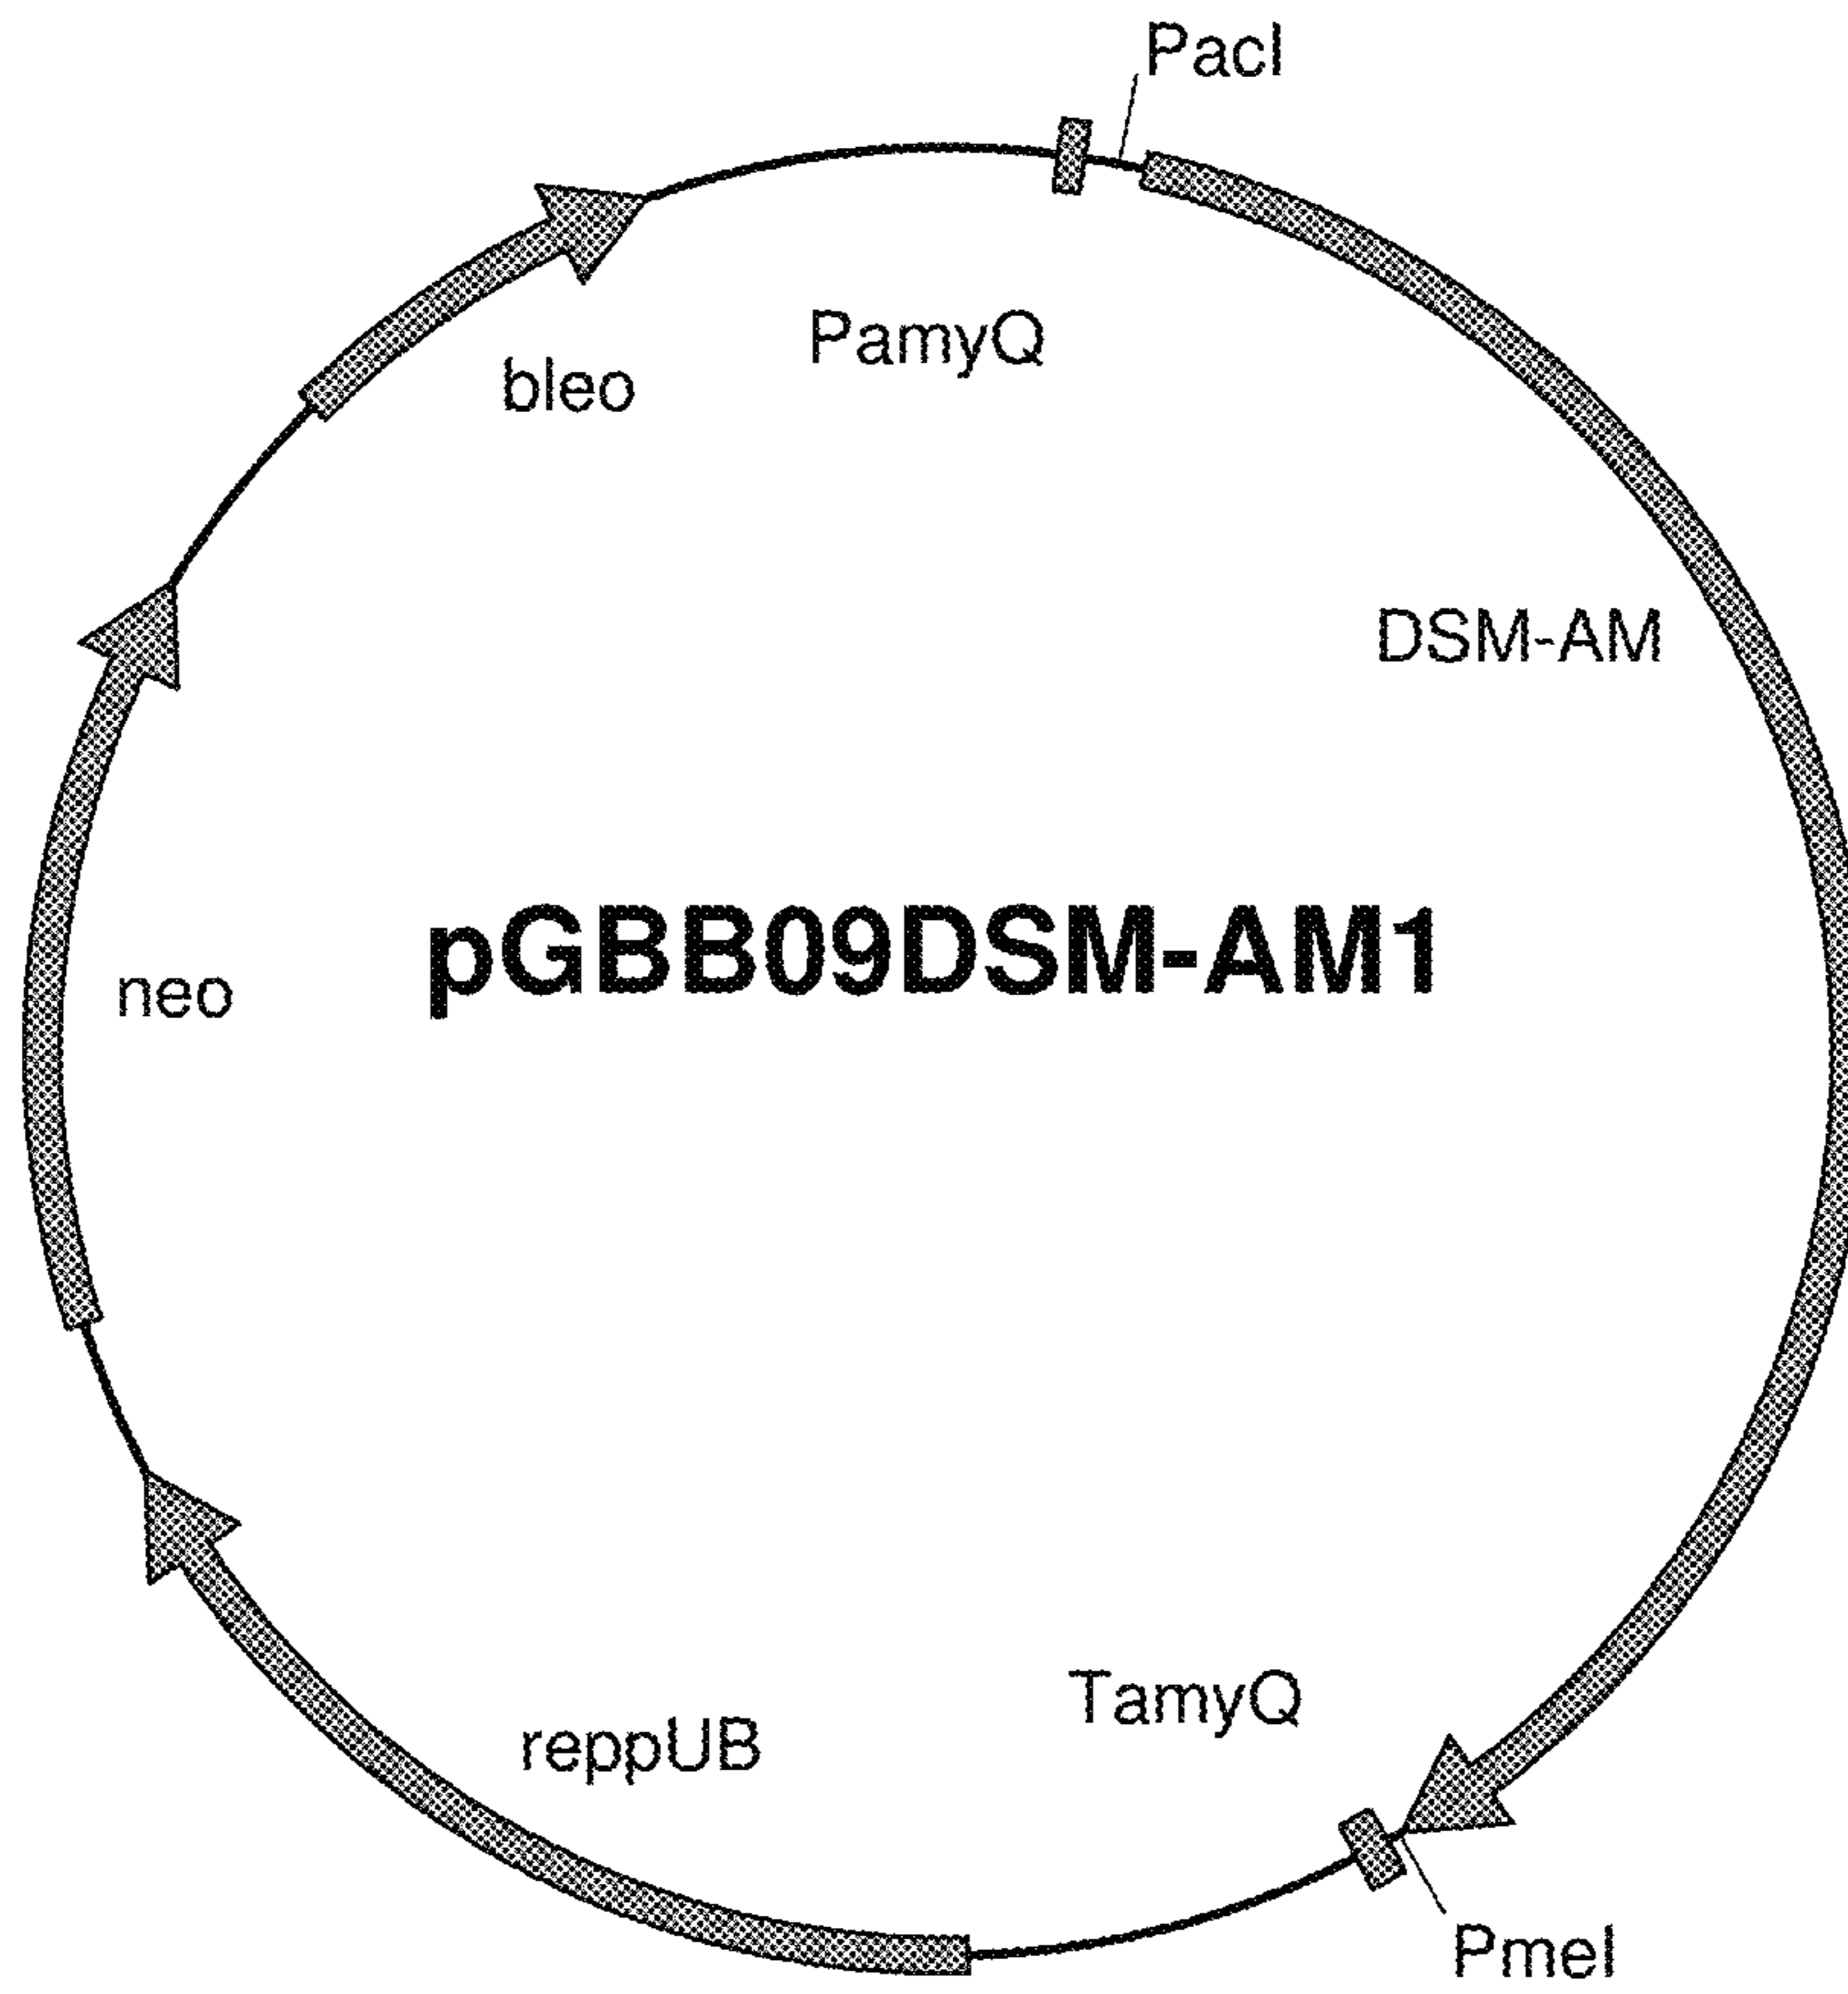 PacI
PamyQ
bleo
DSM-AM
pGBB09DSM-AM1
neo
TamyQ
reppUB
PmeI